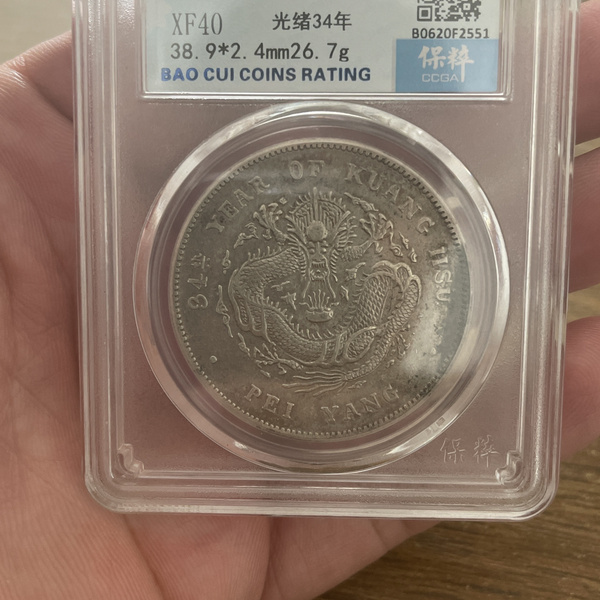 XF40 光绪34年
38.9*2.4mm26.7g
BAO CUI COINS RATING
B0620F2551
保粹
CCGA
34TH YEAR OF KUANG HSU
PEI YANG
保粹